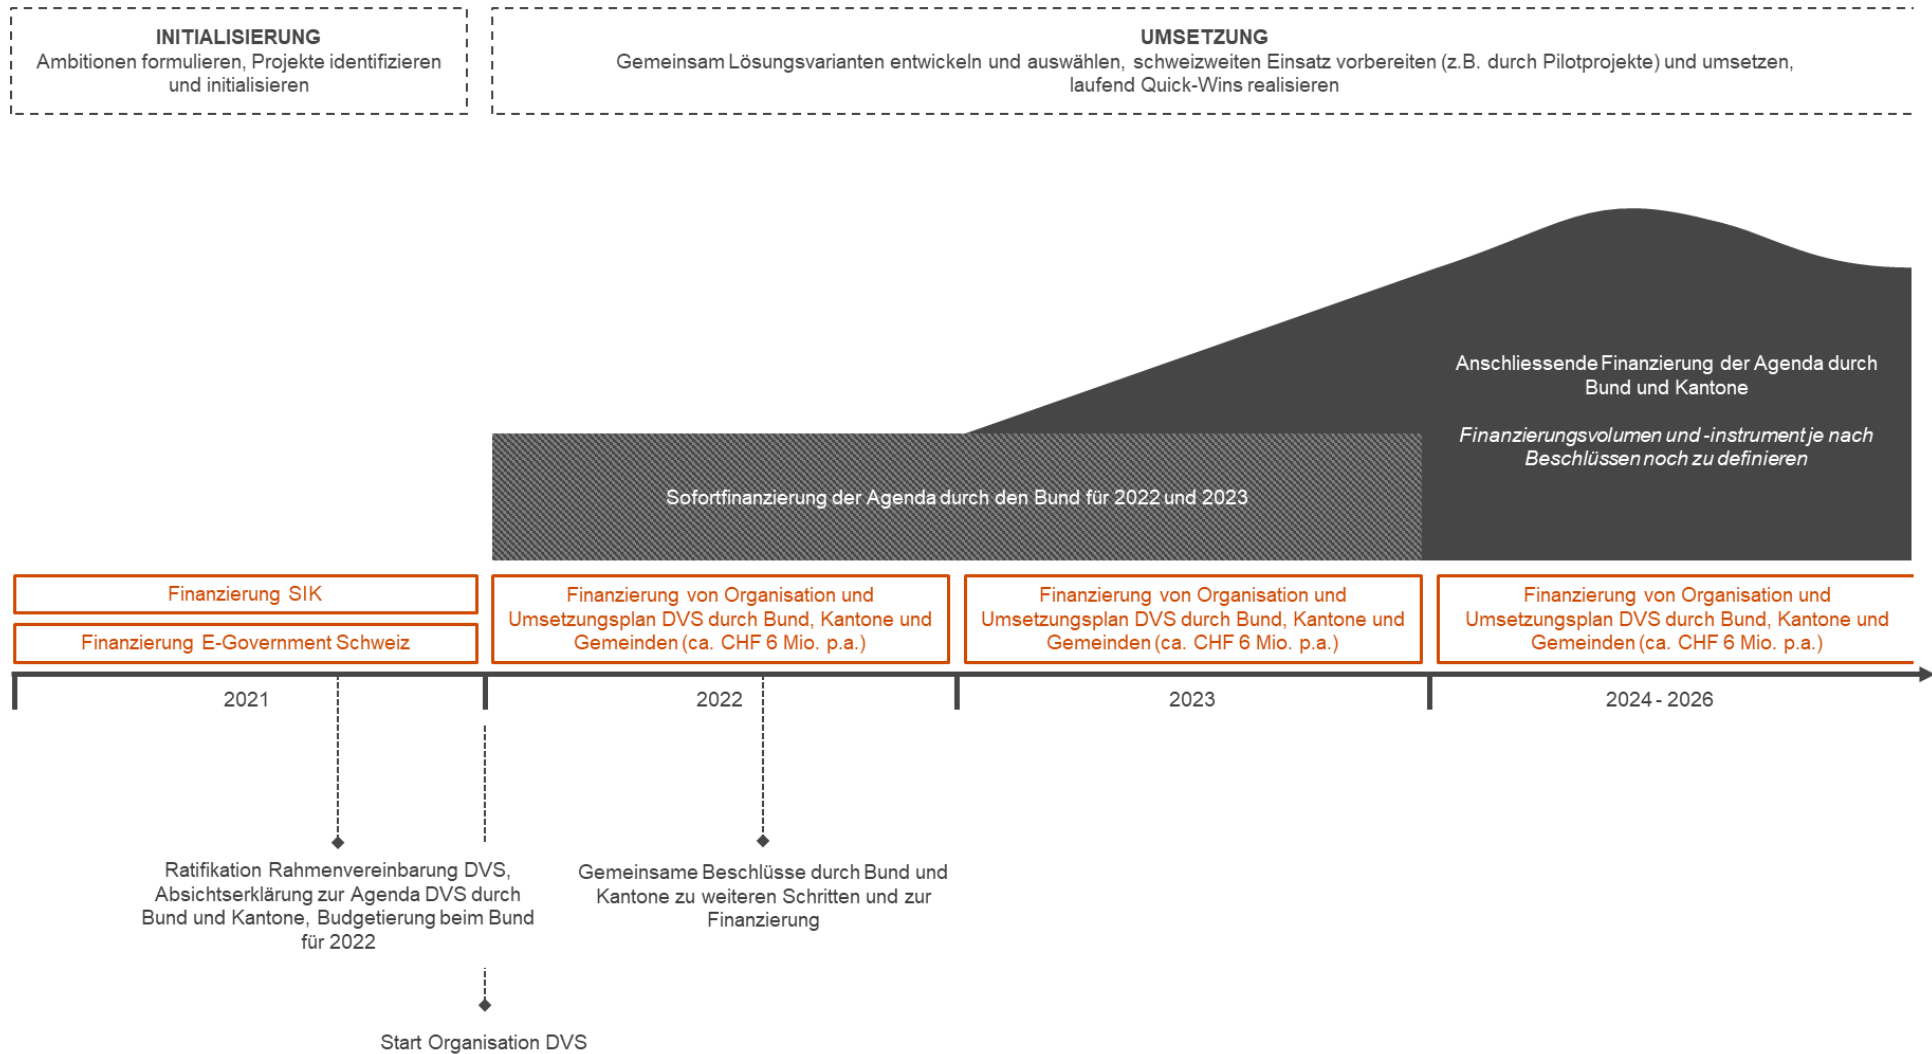 INITIALISIERUNG
Ambitionen formulieren, Projekte identifizieren
und initialisieren
UMSETZUNG
Gemeinsam Lösungsvarianten entwickeln und auswählen, schweizweiten Einsatz vorbereiten (z.B. durch Pilotprojekte) und umsetzen,
laufend Quick-Wins realisieren
Anschliessende Finanzierung der Agenda durch
Bund und Kantone
Finanzierungsvolumen und -instrument je nach
Beschlüssen noch zu definieren
Sofortfinanzierung der Agenda durch den Bund für 2022 und 2023
Finanzierung SIK
Finanzierung E-Government Schweiz
Finanzierung von Organisation und
Umsetzungsplan DVS durch Bund, Kantone und
Gemeinden (ca. CHF 6 Mio. p.a.)
Finanzierung von Organisation und
Umsetzungsplan DVS durch Bund, Kantone und
Gemeinden (ca. CHF 6 Mio. p.a.)
Finanzierung von Organisation und
Umsetzungsplan DVS durch Bund, Kantone und
Gemeinden (ca. CHF 6 Mio. p.a.)
2021
2022
2023
2024 - 2026
Ratifikation Rahmenvereinbarung DVS,
Absichtserklärung zur Agenda DVS durch
Bund und Kantone, Budgetierung beim Bund
für 2022
Gemeinsame Beschlüsse durch Bund und
Kantone zu weiteren Schritten und zur
Finanzierung
Start Organisation DVS